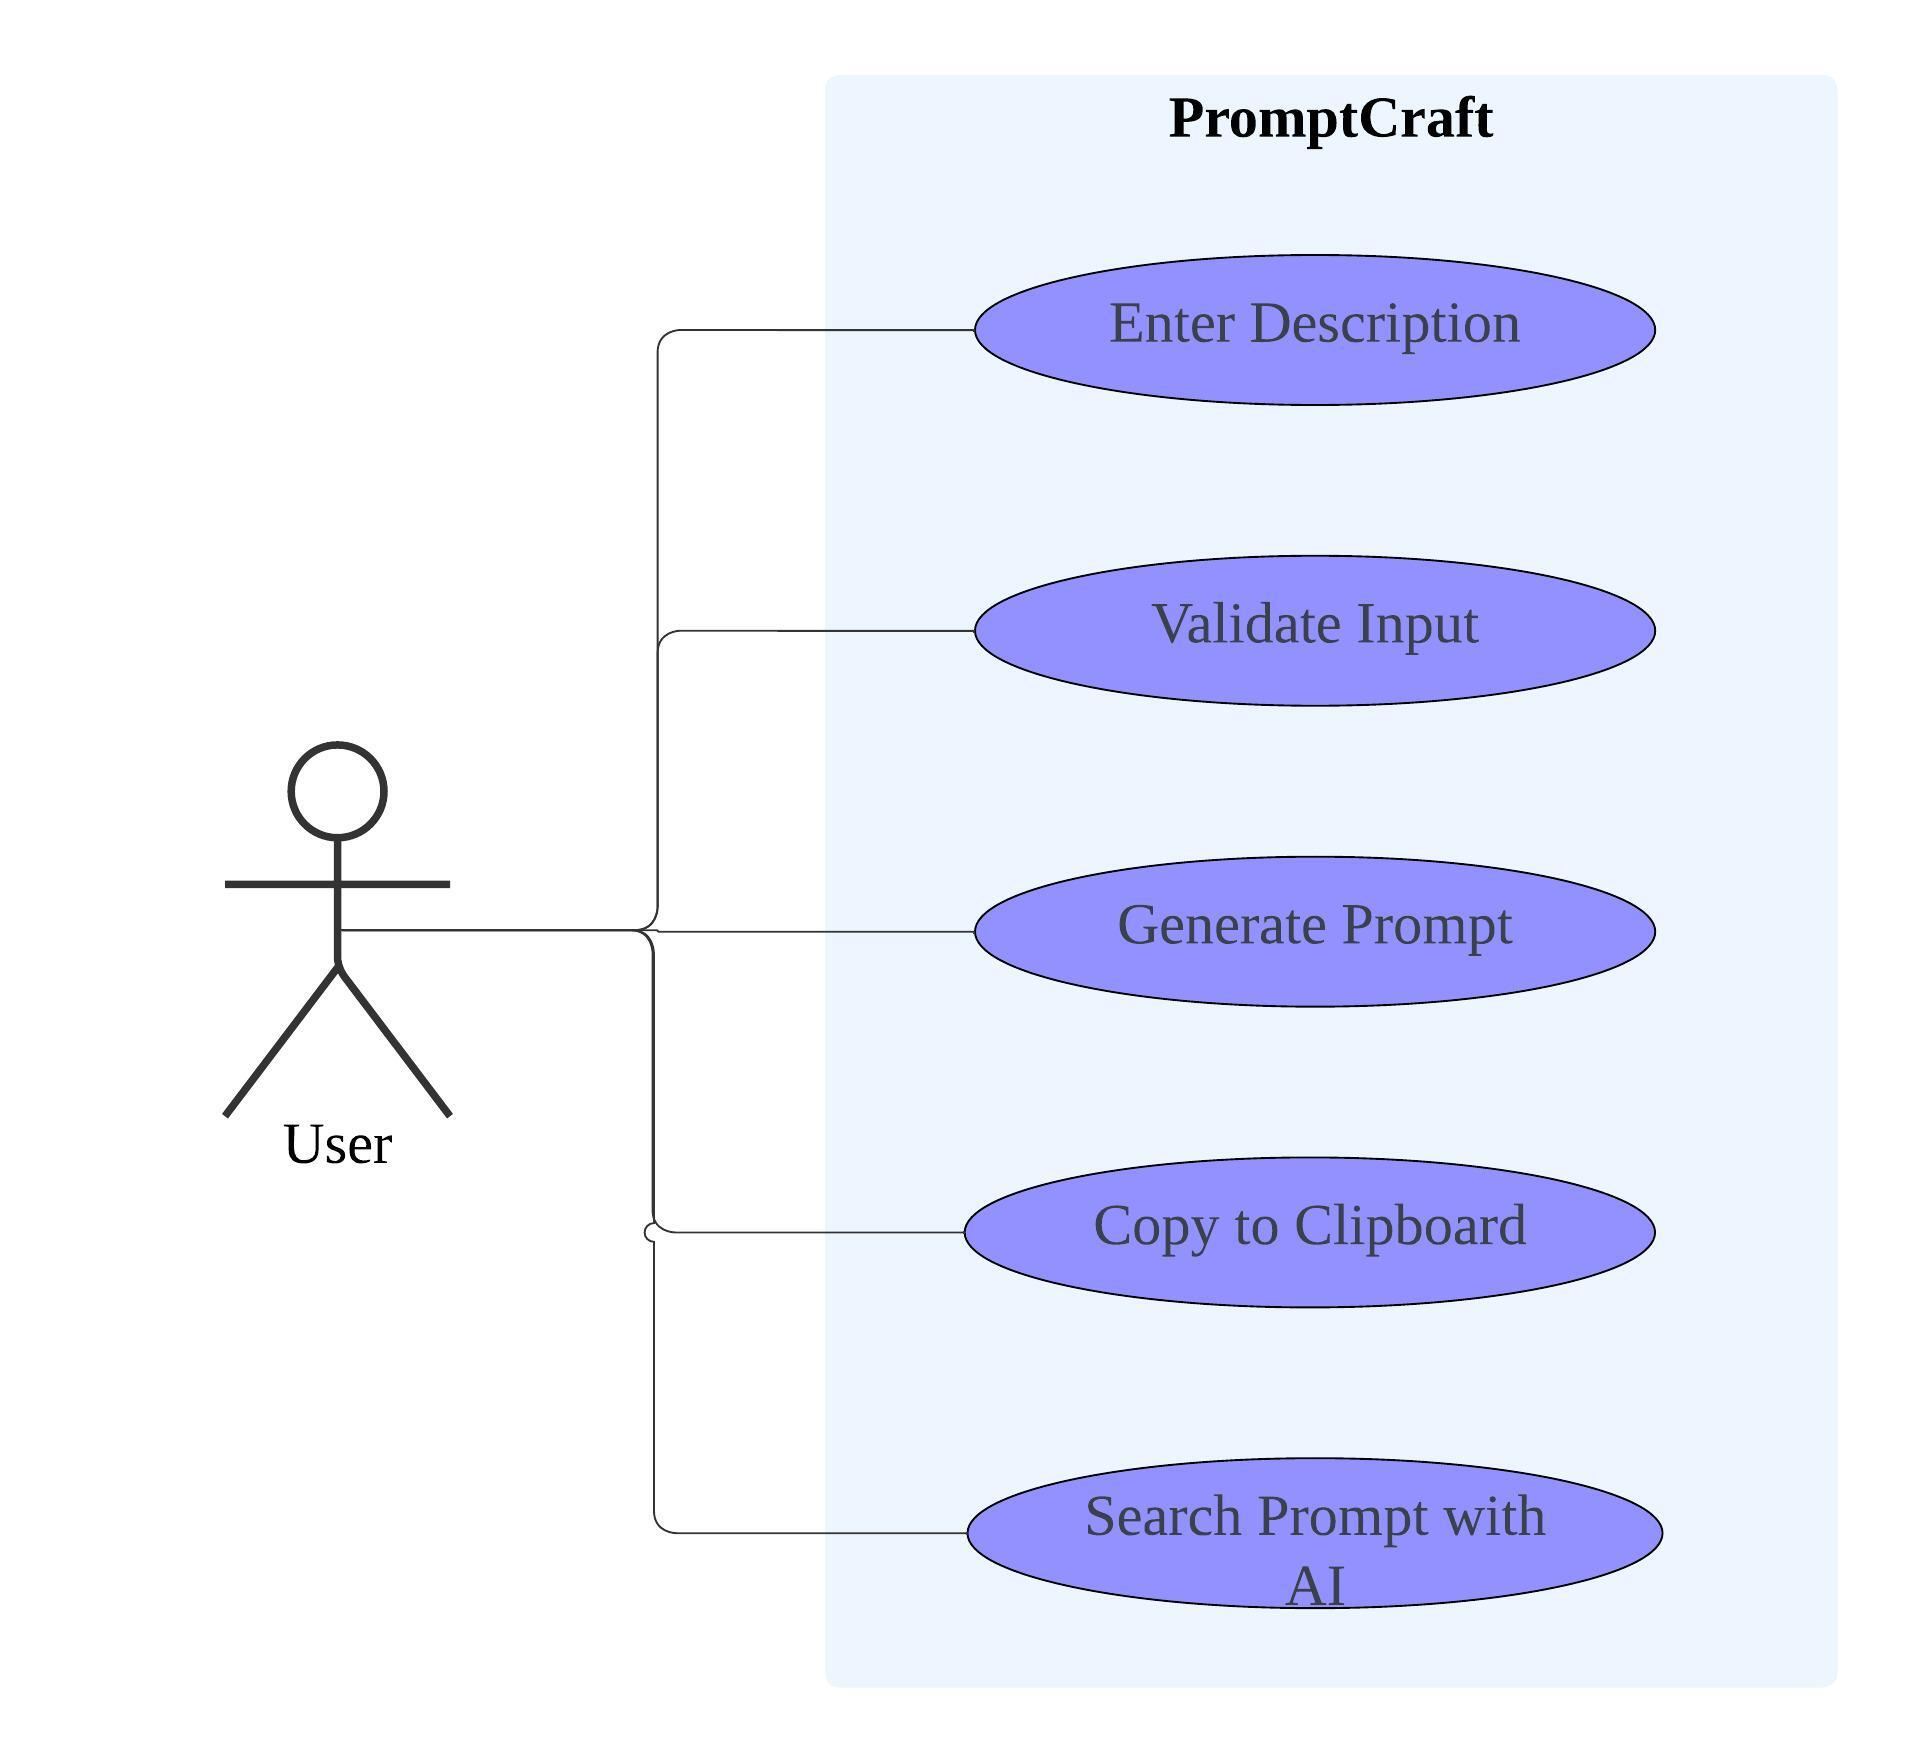 PromptCraft
Enter Description
Validate Input
Generate Prompt
User
Copy to Clipboard
Search Prompt with
AI